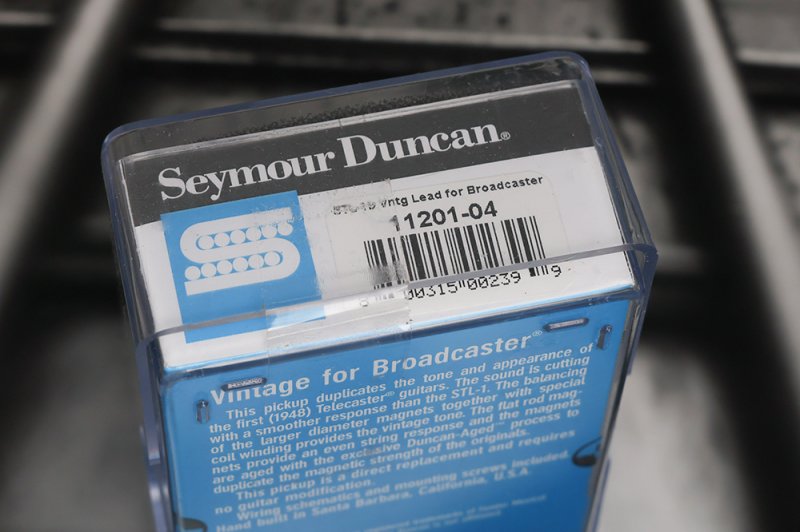 Seymour Duncan®
Vntg Lead for Broadcaster
11201-04
8 00315 00239 9
Vintage for Broadcaster®
This pickup duplicates the tone and appearance of
the first (1948) Telecaster® guitars. The sound is cutting
with a smoother response than the STL-1. The balancing
of the larger diameter magnets together with special
coil winding provides the vintage tone. The flat rod mag-
nets provide an even string response and the magnets
are aged with the exclusive Duncan-Aged™ process to
duplicate the magnetic strength of the originals.
This pickup is a direct replacement and requires
no guitar modification.
Wiring schematics and mounting screws included
Hand built in Santa Barbara, California, U.S.A.